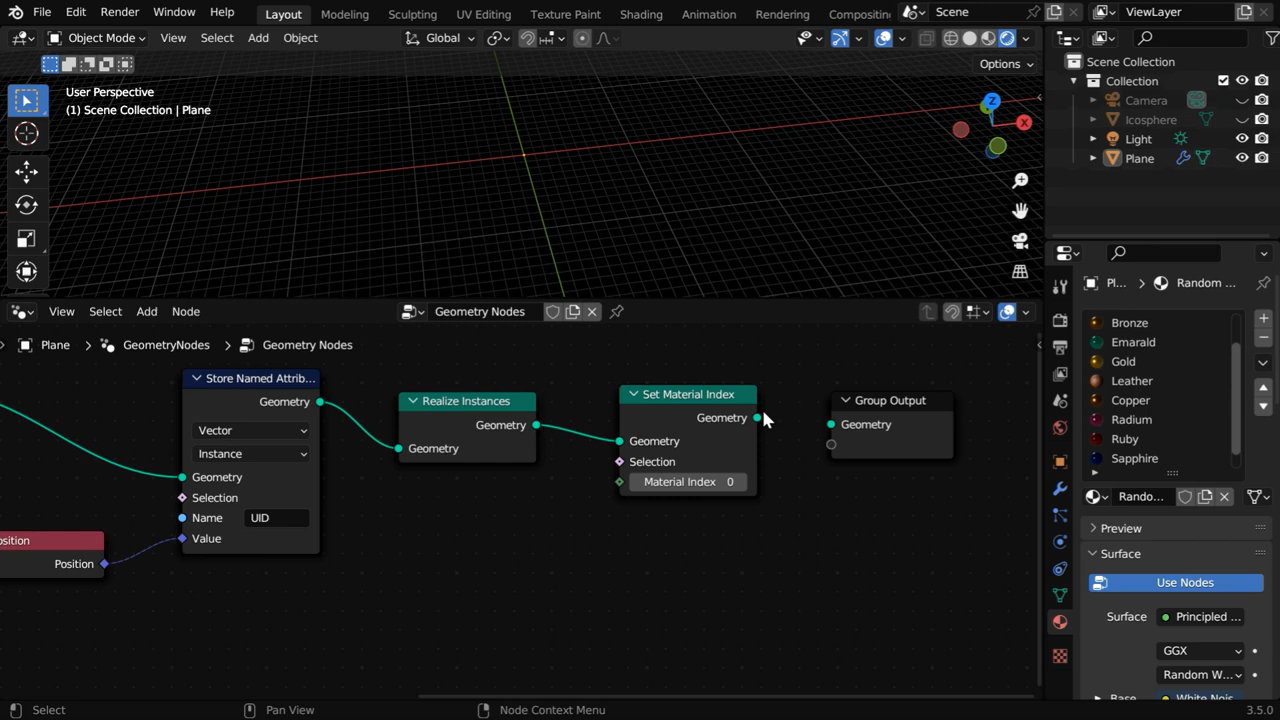 File Edit Render Window Help Layout Modeling Sculpting UV Editing Texture Paint Shading Animation Rendering Compositing Scene ViewLayer
Object Mode View Select Add Object Global
Options
User Perspective
(1) Scene Collection | Plane
Z
X
Scene Collection
Collection
Camera
Icosphere
Light
Plane
View Select Add Node Geometry Nodes
Plane > GeometryNodes > Geometry Nodes
Store Named Attrib...
Geometry
Vector
Instance
Geometry
Selection
Name UID
Value
osition
Position
Realize Instances
Geometry
Geometry
Set Material Index
Geometry
Geometry
Selection
Material Index 0
Group Output
Geometry
Pl... > Random ...
Bronze
Emarald
Gold
Leather
Copper
Radium
Ruby
Sapphire
Rando...
Preview
Surface
Use Nodes
Surface Principled ...
GGX
Random W...
Base White Nois
Select Pan View Node Context Menu 3.5.0